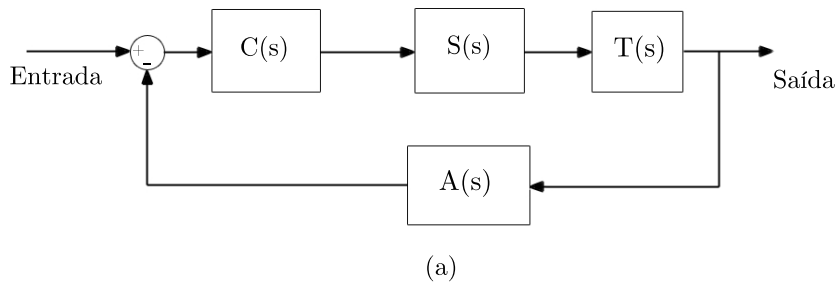 C(s)
S(s)
T(s)
+
-
Entrada
Saída
A(s)
(a)